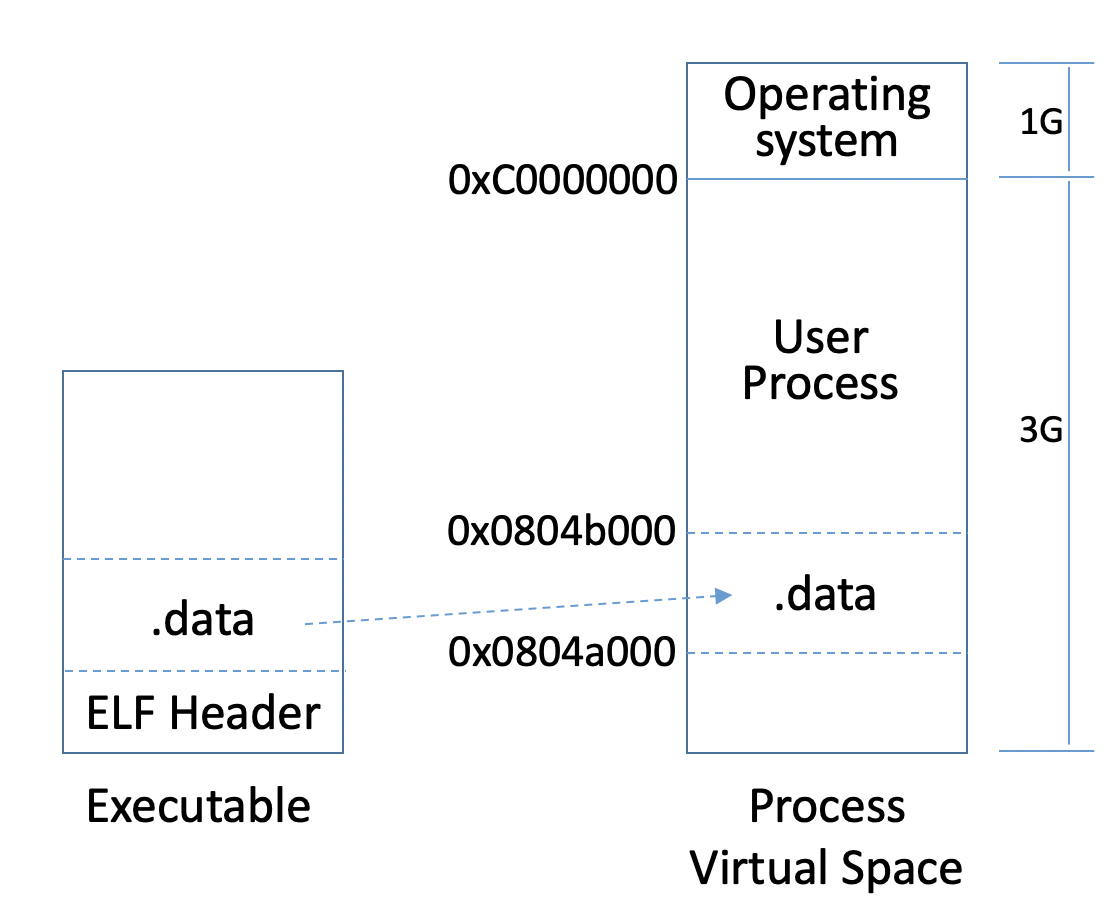 Operating
system
1G
0xC0000000
User
Process
3G
0x0804b000
.data
.data
0x0804a000
ELF Header
Executable
Process
Virtual Space